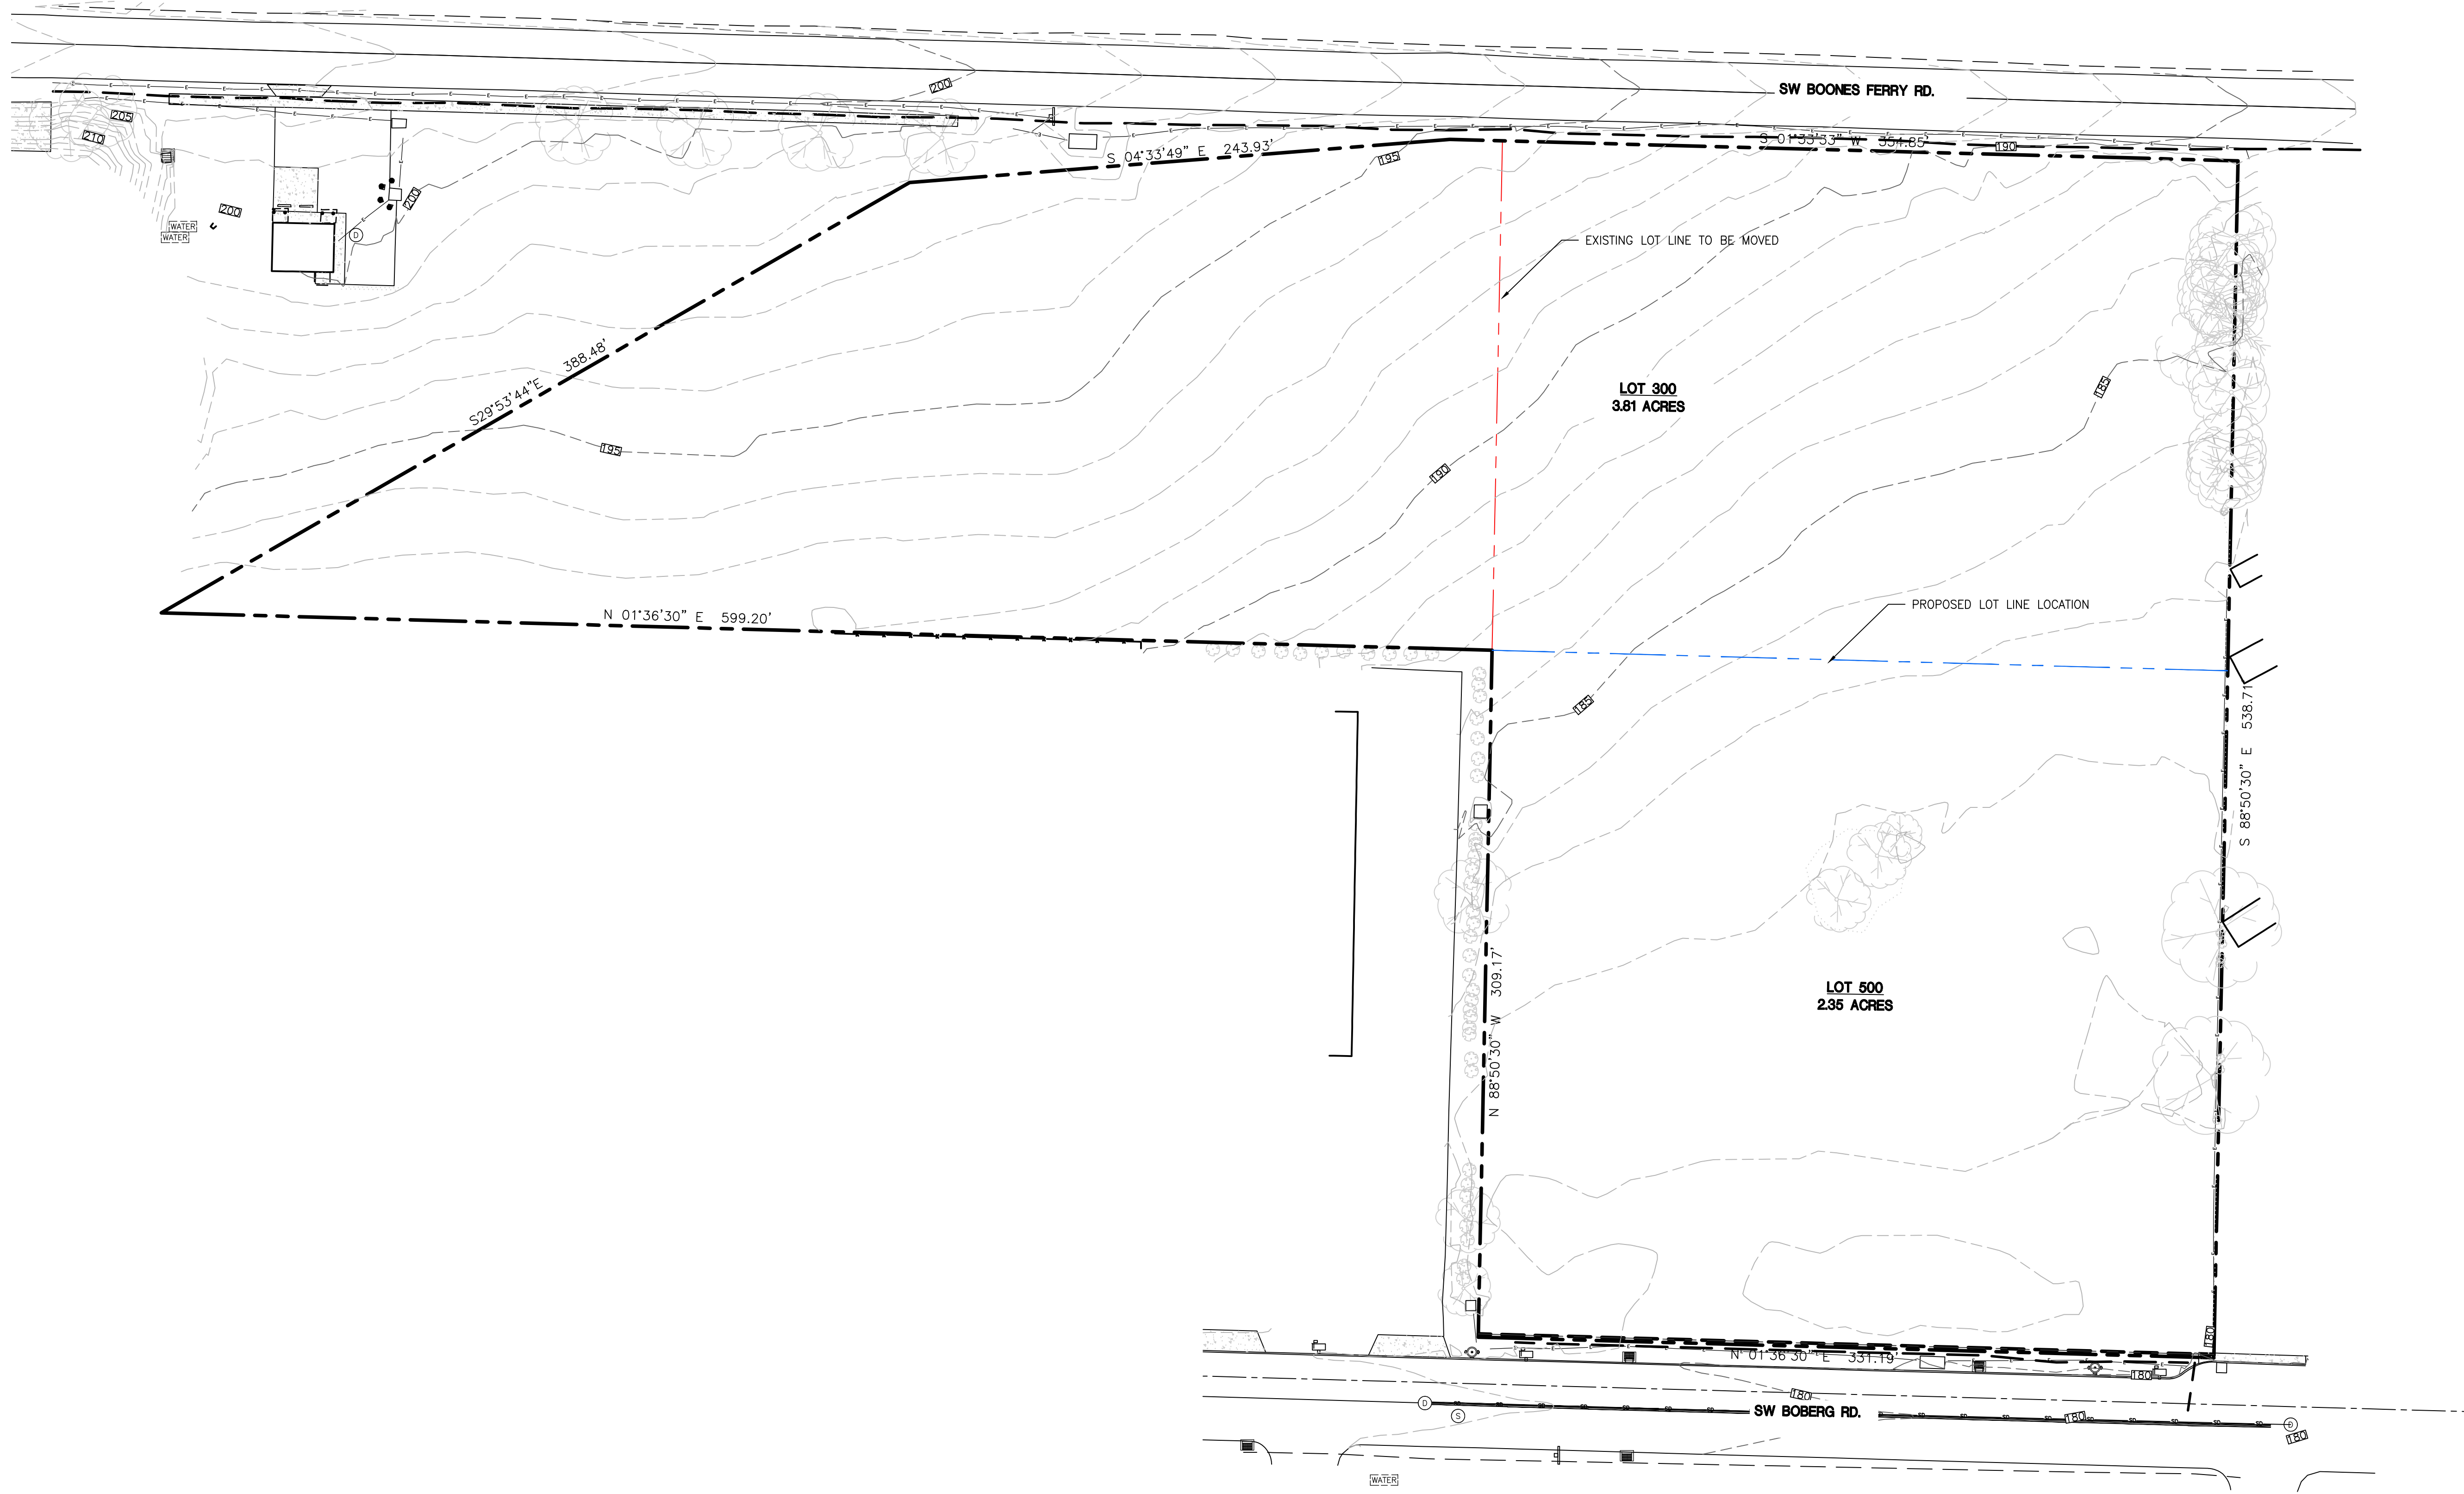 SW BOONES FERRY RD.
200
205
210
S 01°33'33" W 354.85'
190
S 04°33'49" E 243.93'
195
200
200
WATER
WATER
D
EXISTING LOT LINE TO BE MOVED
S29°53'44"E 388.48'
LOT 300
3.81 ACRES
185
195
190
PROPOSED LOT LINE LOCATION
N 01°36'30" E 599.20'
185
S 88°50'30" E 538.71'
N 88°50'30" W 309.17'
LOT 500
2.35 ACRES
180
N 01°36'30" E 331.19'
180
180
D
S
SW BOBERG RD.
180
D
180
WATER